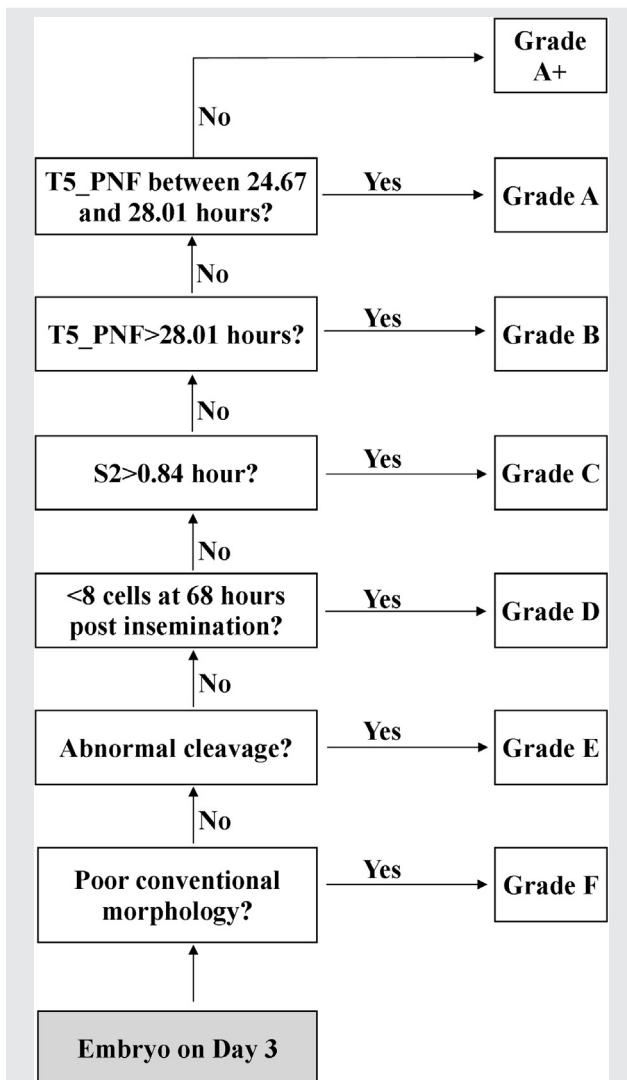 Grade
A+
No
T5_PNF between 24.67
and 28.01 hours?
Yes
Grade A
No
T5_PNF>28.01 hours?
Yes
Grade B
No
S2>0.84 hour?
Yes
Grade C
No
<8 cells at 68 hours
post insemination?
Yes
Grade D
No
Abnormal cleavage?
Yes
Grade E
No
Poor conventional
morphology?
Yes
Grade F
Embryo on Day 3